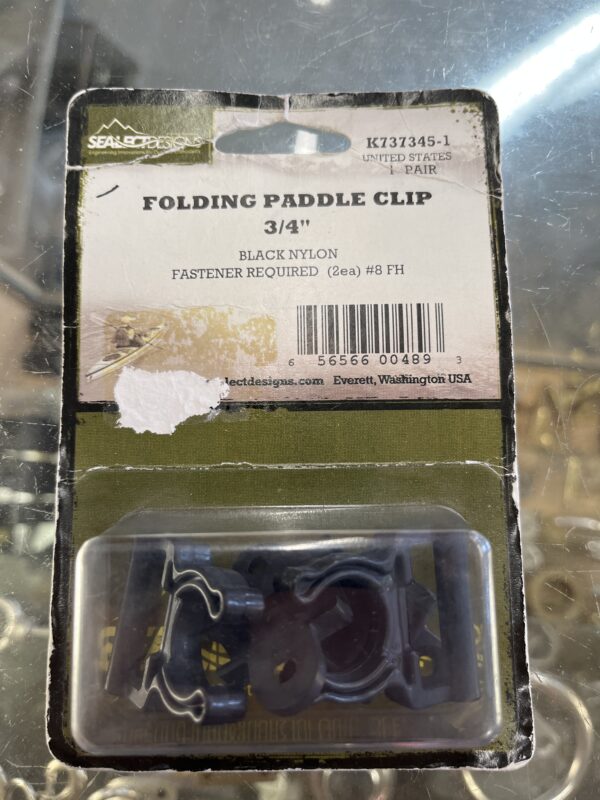 SEALECTDESIGNS
K737345-1
UNITED STATES
1 PAIR
FOLDING PADDLE CLIP
3/4"
BLACK NYLON
FASTENER REQUIRED (2ea) #8 FH
6 56566 00489 3
lectdesigns.com Everett, Washington USA